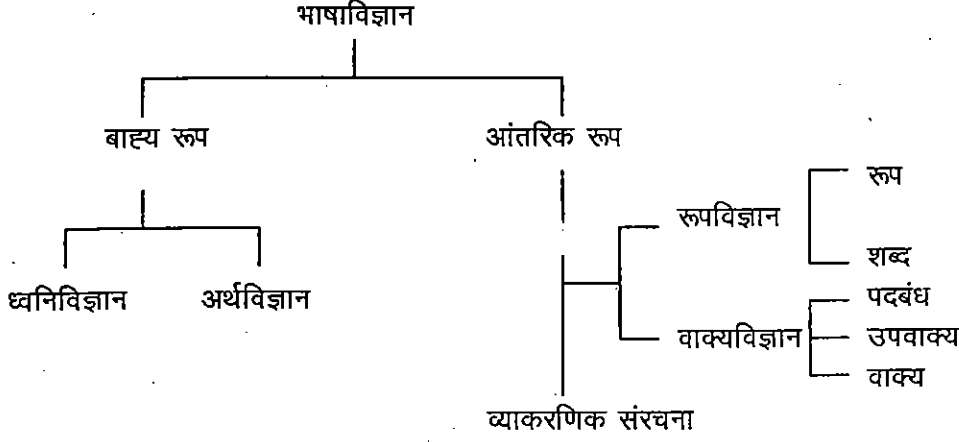 भाषाविज्ञान
बाह्य रूप
आंतरिक रूप
रूप
रूपविज्ञान
शब्द
ध्वनिविज्ञान
अर्थविज्ञान
पदबंध
वाक्यविज्ञान
उपवाक्य
वाक्य
व्याकरणिक संरचना